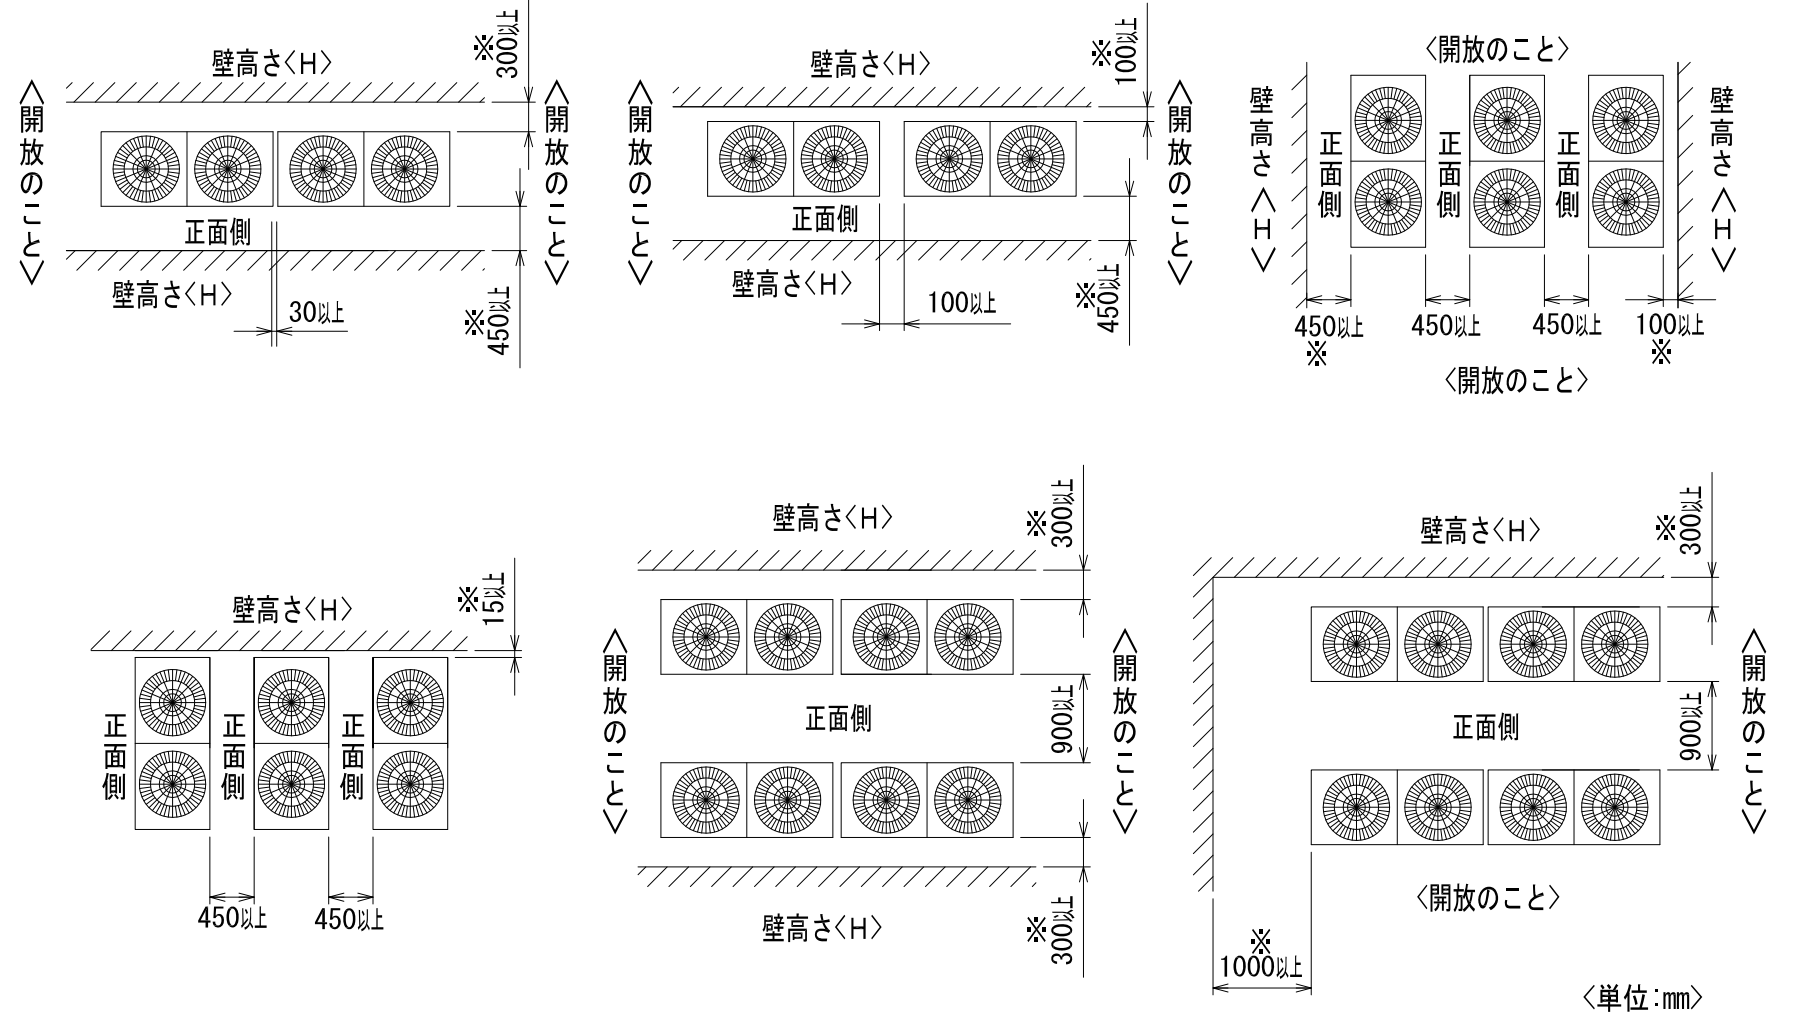 壁高さ〈H〉
※
300以上
〈開放のこと〉
〈開放のこと〉
正面側
壁高さ〈H〉
30以上
※
450以上
壁高さ〈H〉
※
100以上
〈開放のこと〉
〈開放のこと〉
正面側
壁高さ〈H〉
100以上
※
450以上
〈開放のこと〉
壁高さ〈H〉
正面側
正面側
正面側
壁高さ〈H〉
450以上
※
450以上
450以上
100以上
※
〈開放のこと〉
壁高さ〈H〉
※
15以上
正面側
正面側
正面側
450以上
450以上
壁高さ〈H〉
※
300以上
〈開放のこと〉
正面側
900以上
〈開放のこと〉
壁高さ〈H〉
※
300以上
壁高さ〈H〉
※
300以上
正面側
900以上
〈開放のこと〉
〈開放のこと〉
※
1000以上
〈単位:mm〉